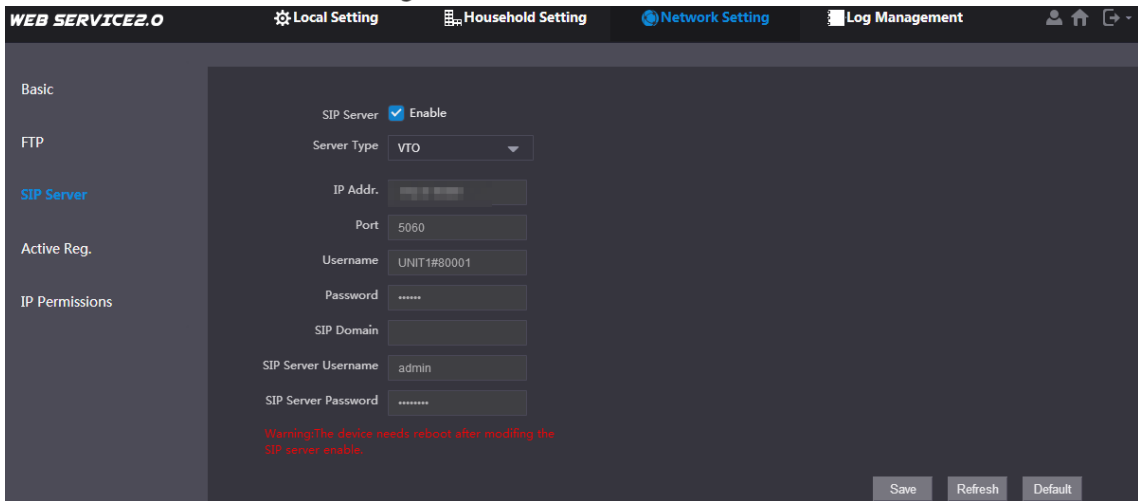 WEB SERVICE2.0 Local Setting Household Setting Network Setting Log Management
Basic
FTP
SIP Server
Active Reg.
IP Permissions
SIP Server Enable
Server Type VTO
IP Addr.
Port 5060
Username UNIT1#80001
Password ••••••
SIP Domain
SIP Server Username admin
SIP Server Password ••••••••
Warning:The device needs reboot after modifing the
SIP server enable.
Save Refresh Default